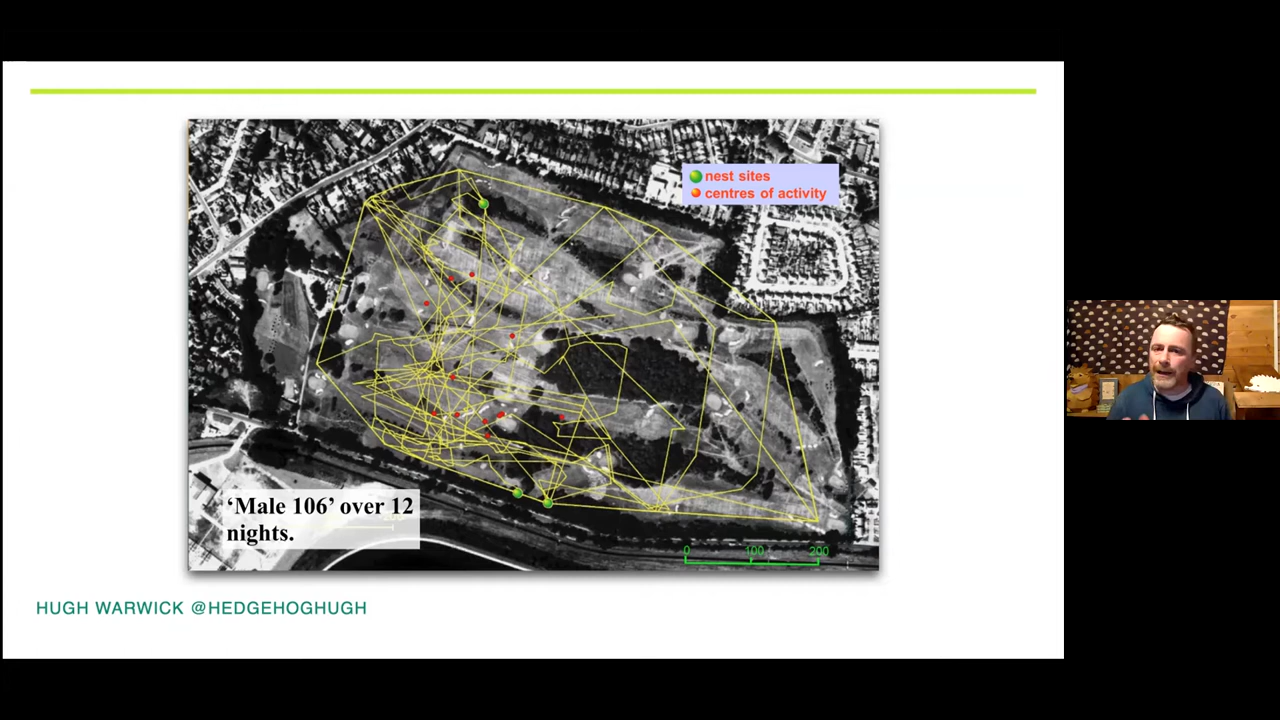 nest sites
centres of activity
‘Male 106’ over 12
nights.
0 100 200
HUGH WARWICK @HEDGEHOGHUGH